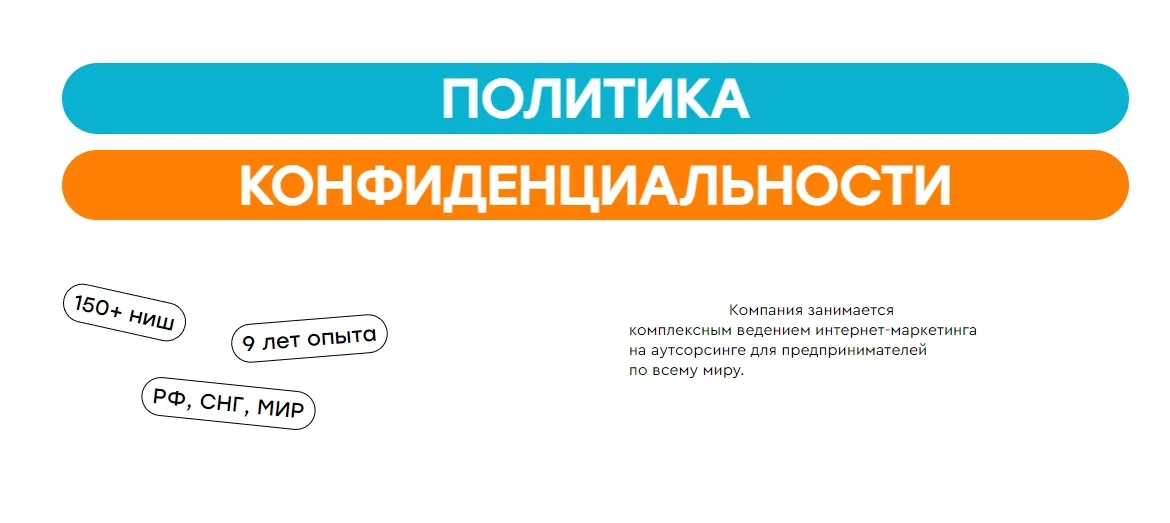 ПОЛИТИКА
КОНФИДЕНЦИАЛЬНОСТИ
150+ ниш
9 лет опыта
РФ, СНГ, МИР
Компания занимается
комплексным ведением интернет-маркетинга
на аутсорсинге для предпринимателей
по всему миру.